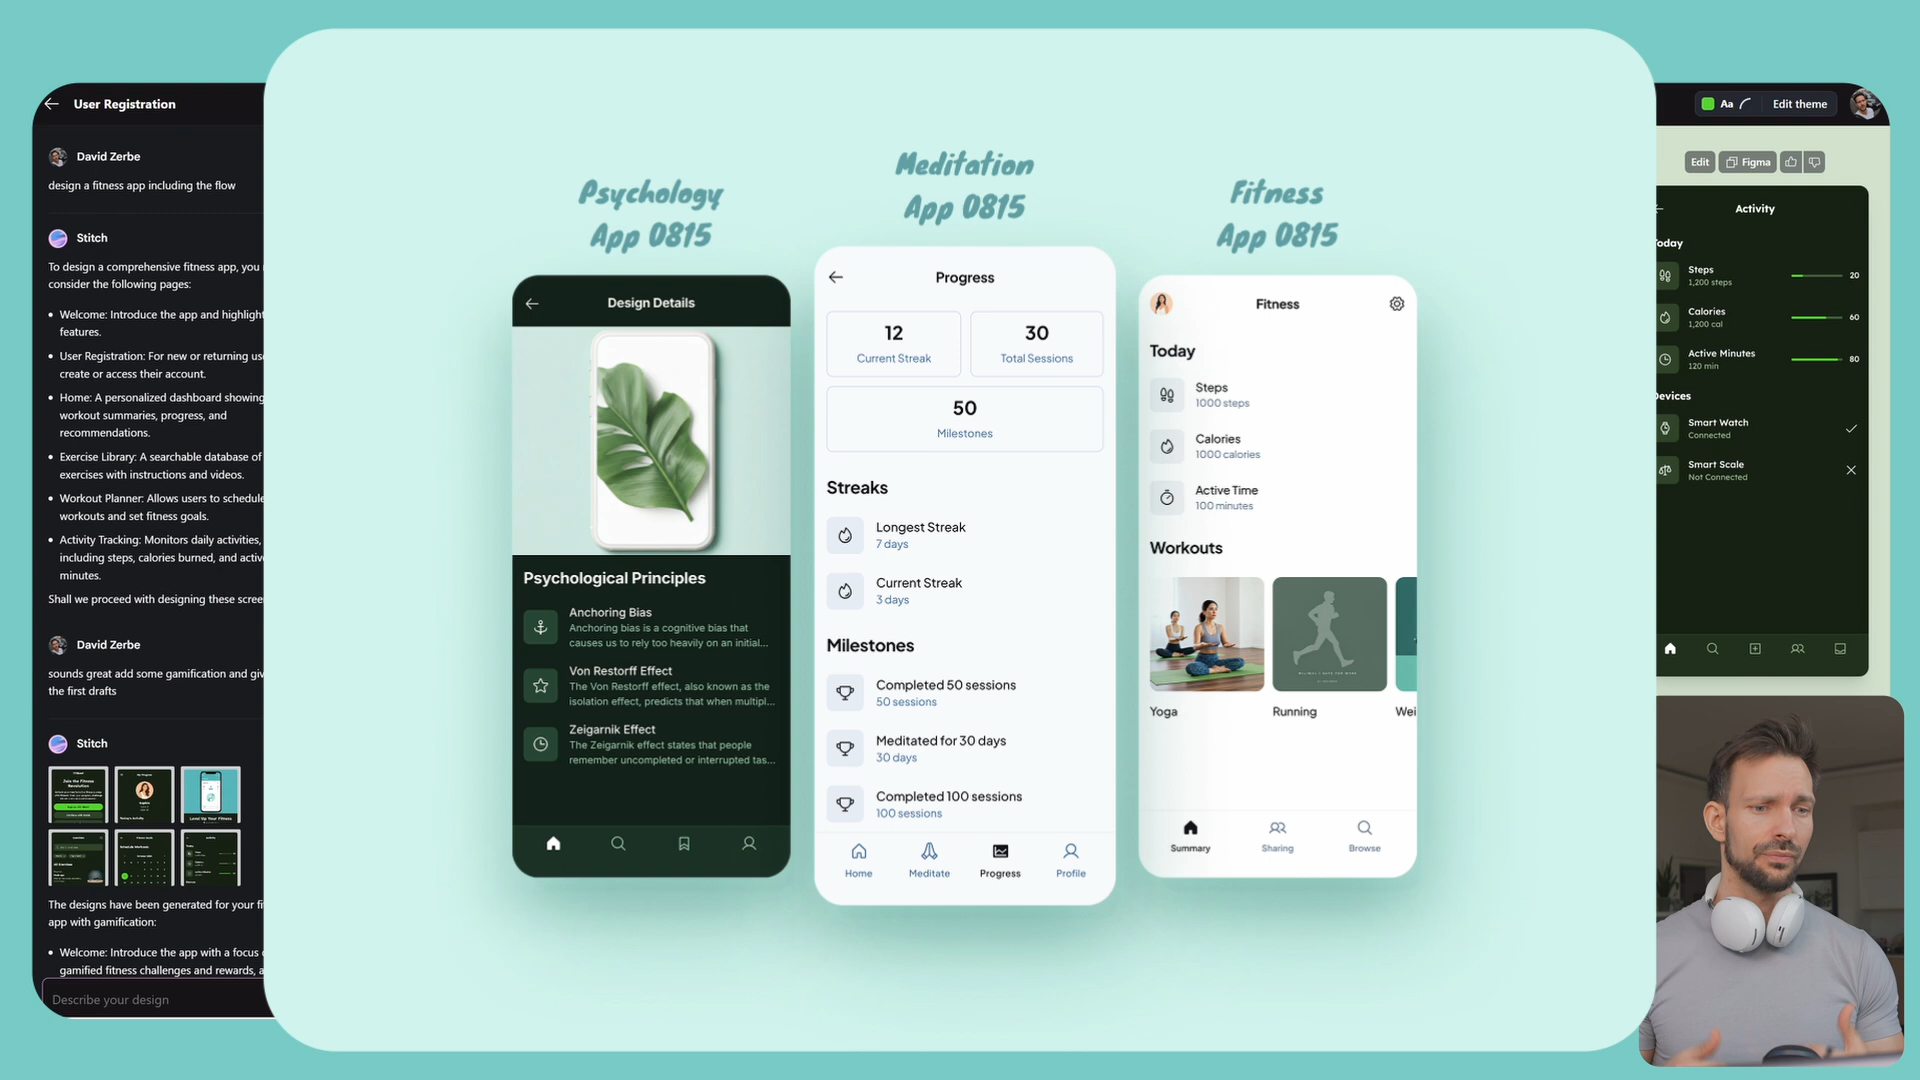 User Registration
David Zerbe
design a fitness app including the flow
Stitch
To design a comprehensive fitness app, you
consider the following pages:
Welcome: Introduce the app and highlight
features.
User Registration: For new or returning
create or access their account.
Home: A personalized dashboard showing
workout summaries, progress, and
recommendations.
Exercise Library: A searchable database of
exercises with instructions and videos.
Workout Planner: Allows users to schedule
workouts and set fitness goals.
Activity Tracking: Monitors daily activities,
including steps, calories burned, and
minutes.
Shall we proceed with designing these
David Zerbe
sounds great add some gamification and
the first drafts
Stitch
The designs have been generated for your
app with gamification:
Welcome: Introduce the app with a focus
gamified fitness challenges and rewards,
Describe your design
Psychology
App 0815
Design Details
Psychological Principles
Anchoring Bias
Anchoring bias is a cognitive bias that
causes us to rely too heavily on an initial...
Von Restorff Effect
The Von Restorff effect, also known as the
isolation effect, predicts that when multipl...
Zeigarnik Effect
The Zeigarnik effect states that people
remember uncompleted or interrupted tas...
Meditation
App 0815
Progress
12
Current Streak
30
Total Sessions
50
Milestones
Streaks
Longest Streak
7 days
Current Streak
3 days
Milestones
Completed 50 sessions
50 sessions
Meditated for 30 days
30 days
Completed 100 sessions
100 sessions
Home
Meditate
Progress
Profile
Fitness
App 0815
Fitness
Today
Steps
1000 steps
Calories
1000 calories
Active Time
100 minutes
Workouts
Yoga
Running
Wei
Summary
Sharing
Browse
Aa
Edit theme
Edit
Figma
Activity
Today
Steps
1,200 steps
20
Calories
1,200 cal
60
Active Minutes
120 min
80
Devices
Smart Watch
Connected
Smart Scale
Not Connected